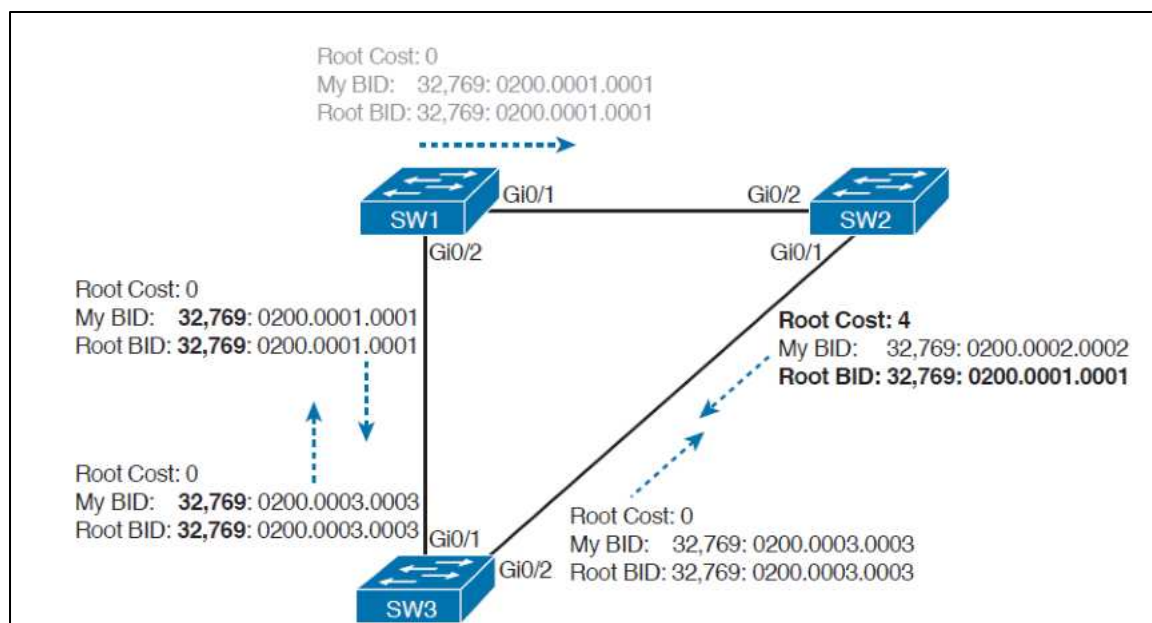 Root Cost: 0
My BID: 32,769: 0200.0001.0001
Root BID: 32,769: 0200.0001.0001
Gi0/1
Gi0/2
SW1
SW2
Gi0/2
Gi0/1
Root Cost: 0
My BID: 32,769: 0200.0001.0001
Root BID: 32,769: 0200.0001.0001
Root Cost: 4
My BID: 32,769: 0200.0002.0002
Root BID: 32,769: 0200.0001.0001
Root Cost: 0
My BID: 32,769: 0200.0003.0003
Root BID: 32,769: 0200.0003.0003
Gi0/1
Gi0/2
SW3
Root Cost: 0
My BID: 32,769: 0200.0003.0003
Root BID: 32,769: 0200.0003.0003